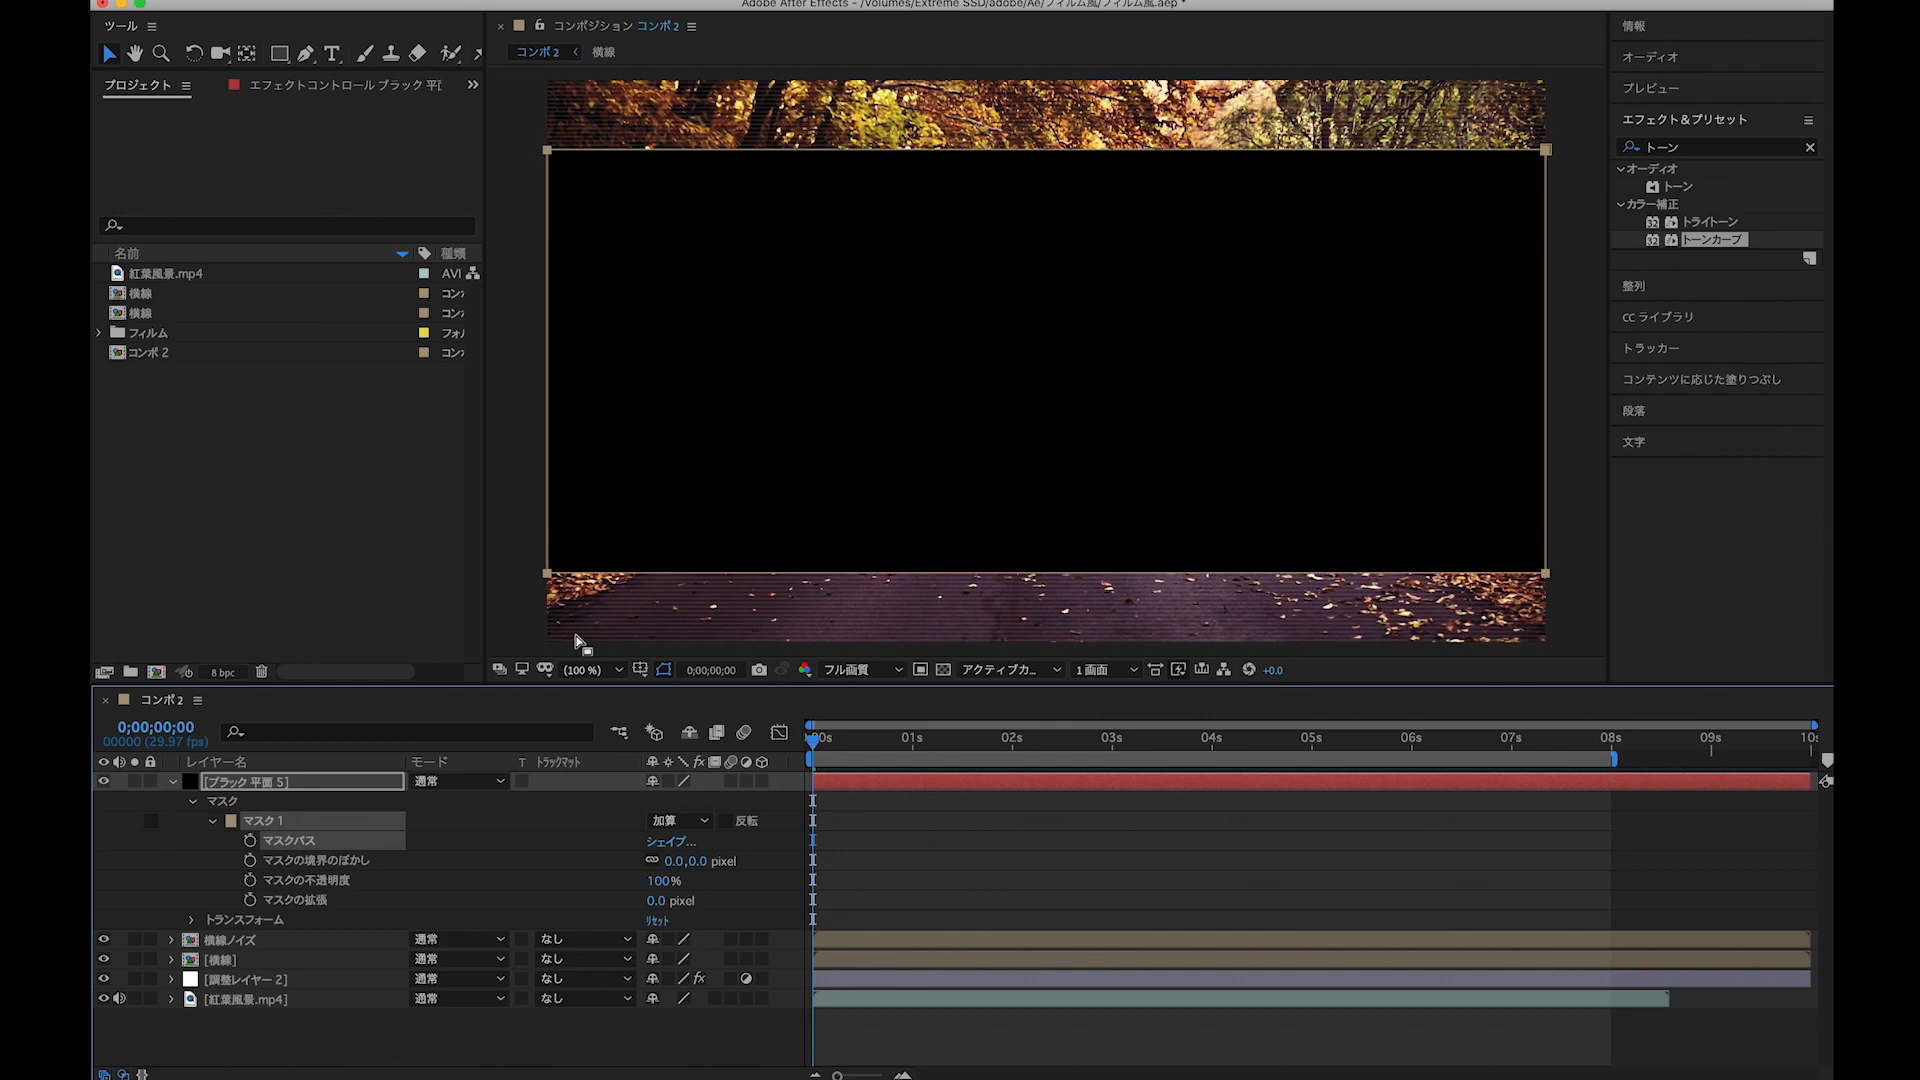 Adobe After Effects - /Volumes/Extreme SSD/adobe/Ae/フィルム風/フィルム風.aep *
ツール
コンポジション コンポ 2
コンポ 2
横線
プロジェクト
エフェクトコントロール ブラック 平面
名前
種類
紅葉風景.mp4
AVI
横線
コン
横線
コン
フィルム
フォル
コンポ 2
コン
8 bpc
(100 %)
0;00;00;00
フル画質
アクティブカ...
1 画面
+0.0
情報
オーディオ
プレビュー
エフェクト＆プリセット
トーン
オーディオ
トーン
カラー補正
32
トライトーン
32
トーンカーブ
整列
CC ライブラリ
トラッカー
コンテンツに応じた塗りつぶし
段落
文字
コンポ 2
0;00;00;00
00000 (29.97 fps)
:00s
01s
02s
03s
04s
05s
06s
07s
08s
09s
10s
レイヤー名
モード
T
トラックマット
fx
[ブラック 平面 5]
通常
マスク
マスク 1
加算
反転
マスクパス
シェイプ...
マスクの境界のぼかし
0.0,0.0 pixel
マスクの不透明度
100%
マスクの拡張
0.0 pixel
トランスフォーム
リセット
横線ノイズ
通常
なし
[横線]
通常
なし
[調整レイヤー 2]
通常
なし
fx
[紅葉風景.mp4]
通常
なし